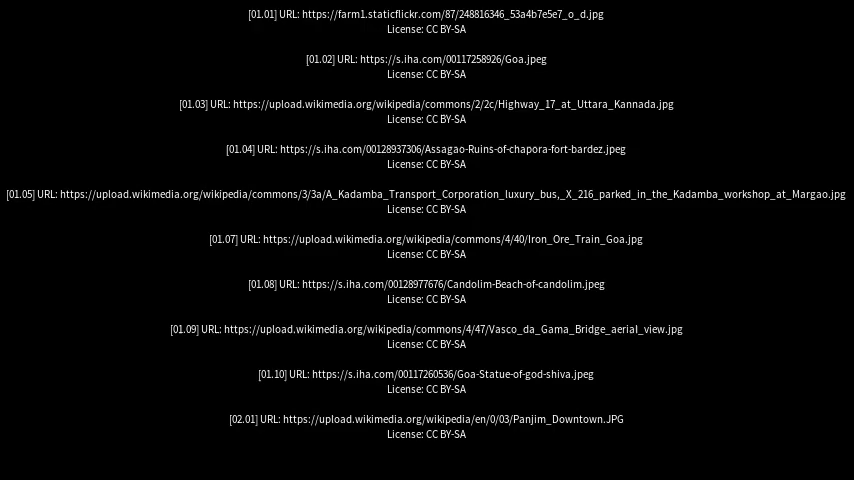 [01.01] URL: https://farm1.staticflickr.com/87/248816346_53a4b7e5e7_o_d.jpg
License: CC BY-SA
[01.02] URL: https://s.iha.com/00117258926/Goa.jpeg
License: CC BY-SA
[01.03] URL: https://upload.wikimedia.org/wikipedia/commons/2/2c/Highway_17_at_Uttara_Kannada.jpg
License: CC BY-SA
[01.04] URL: https://s.iha.com/00128937306/Assagao-Ruins-of-chapora-fort-bardez.jpeg
License: CC BY-SA
[01.05] URL: https://upload.wikimedia.org/wikipedia/commons/3/3a/A_Kadamba_Transport_Corporation_luxury_bus,_X_216_parked_in_the_Kadamba_workshop_at_Margao.jpg
License: CC BY-SA
[01.07] URL: https://upload.wikimedia.org/wikipedia/commons/4/40/Iron_Ore_Train_Goa.jpg
License: CC BY-SA
[01.08] URL: https://s.iha.com/00128977676/Candolim-Beach-of-candolim.jpeg
License: CC BY-SA
[01.09] URL: https://upload.wikimedia.org/wikipedia/commons/4/47/Vasco_da_Gama_Bridge_aerial_view.jpg
License: CC BY-SA
[01.10] URL: https://s.iha.com/00117260536/Goa-Statue-of-god-shiva.jpeg
License: CC BY-SA
[02.01] URL: https://upload.wikimedia.org/wikipedia/en/0/03/Panjim_Downtown.JPG
License: CC BY-SA